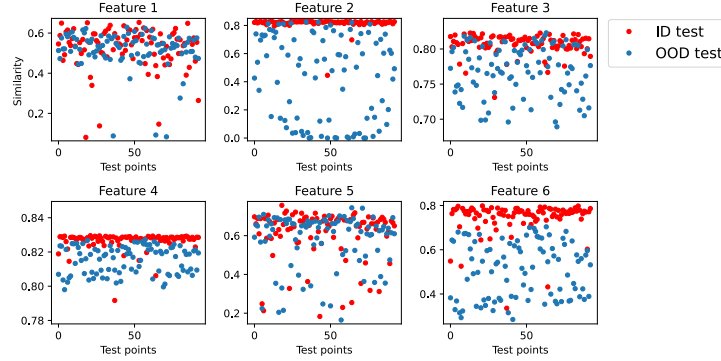 Feature 1
Feature 2
Feature 3
ID test
OOD test
Similarity
0.6
0.4
0.2
0
50
Test points
0.8
0.6
0.4
0.2
0.0
0
50
Test points
0.80
0.75
0.70
0
50
Test points
Feature 4
Feature 5
Feature 6
0.84
0.82
0.80
0.78
0
50
Test points
0.6
0.4
0.2
0
50
Test points
0.8
0.6
0.4
0
50
Test points